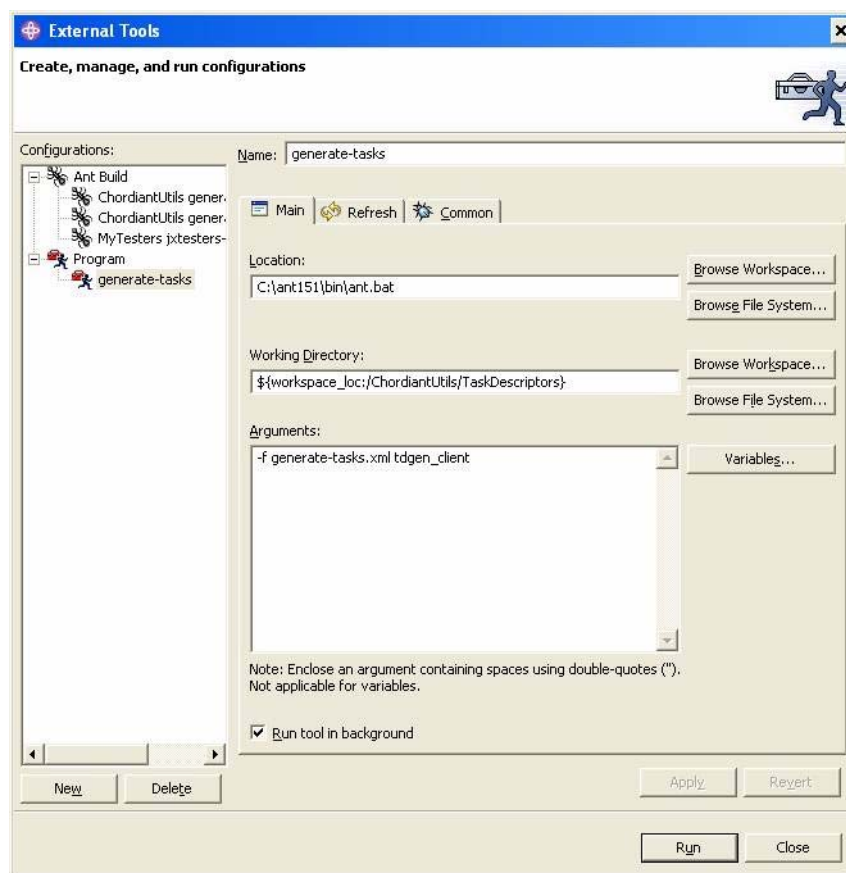 External Tools
Create, manage, and run configurations
Configurations:
Ant Build
ChordiantUtils gener
ChordiantUtils gener
MyTesters jxtesters-
Program
generate-tasks
New
Delete
Name: generate-tasks
Main
Refresh
Common
Location:
C:\ant151\bin\ant.bat
Browse Workspace...
Browse File System...
Working Directory:
${workspace_loc:/ChordiantUtils/TaskDescriptors}
Browse Workspace...
Browse File System...
Arguments:
-f generate-tasks.xml tdgen_client
Variables...
Note: Enclose an argument containing spaces using double-quotes (").
Not applicable for variables.
Run tool in background
Apply
Revert
Run
Close